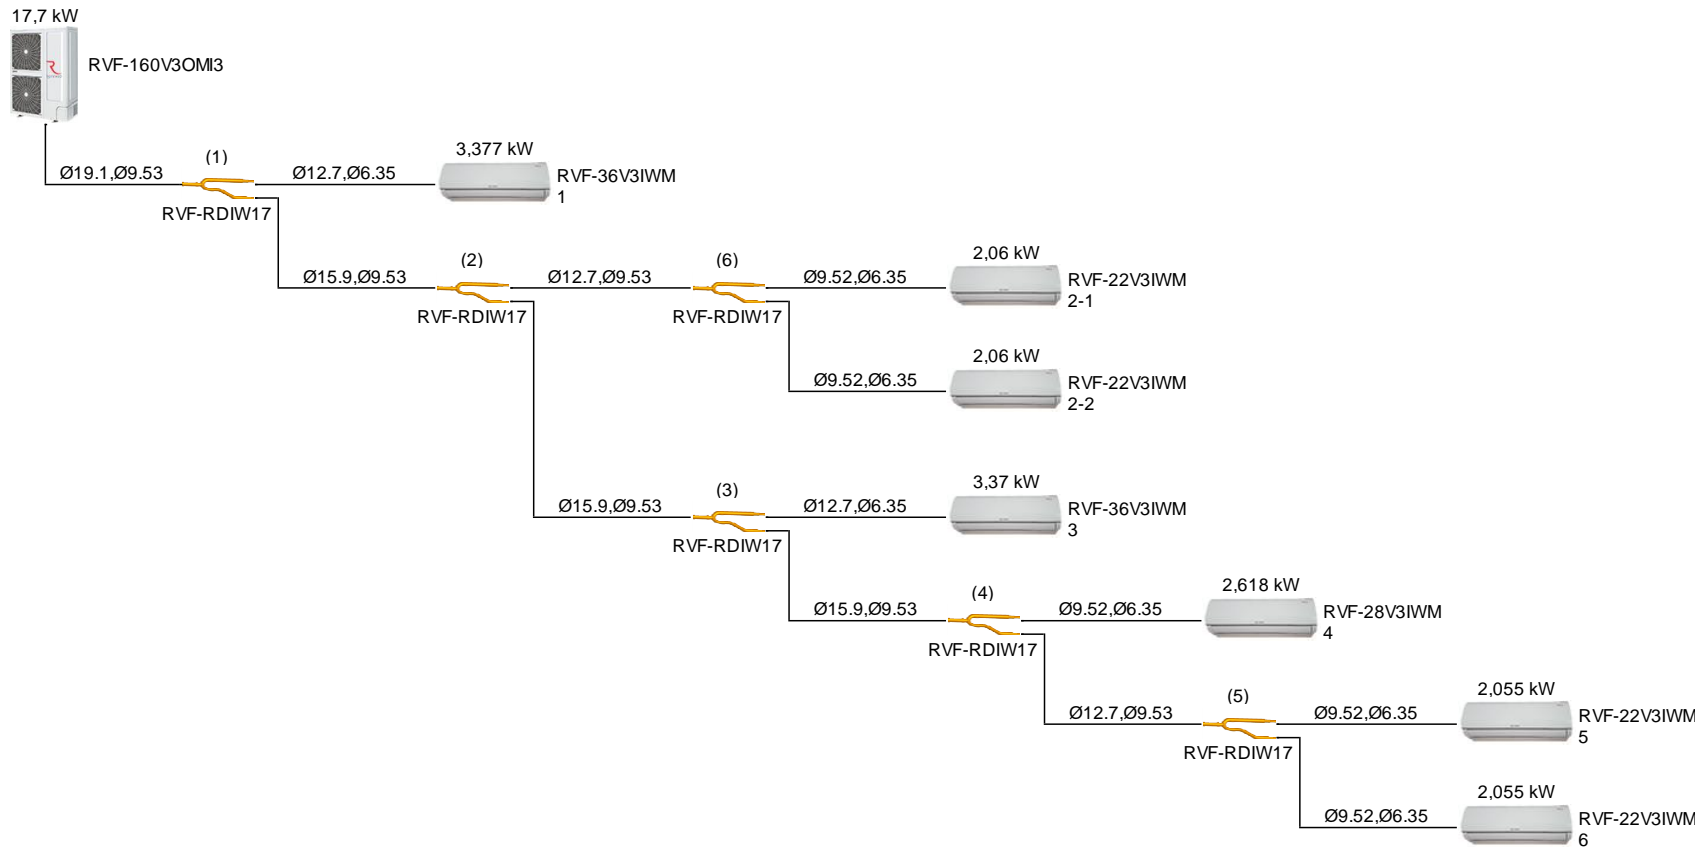 17,7 kW
RVF-160V3OMI3
Ø19.1,Ø9.53
(1)
RVF-RDIW17
Ø12.7,Ø6.35
3,377 kW
RVF-36V3IWM
1
Ø15.9,Ø9.53
(2)
RVF-RDIW17
Ø12.7,Ø9.53
(6)
RVF-RDIW17
Ø9.52,Ø6.35
2,06 kW
RVF-22V3IWM
2-1
Ø9.52,Ø6.35
2,06 kW
RVF-22V3IWM
2-2
Ø15.9,Ø9.53
(3)
RVF-RDIW17
Ø12.7,Ø6.35
3,37 kW
RVF-36V3IWM
3
Ø15.9,Ø9.53
(4)
RVF-RDIW17
Ø9.52,Ø6.35
2,618 kW
RVF-28V3IWM
4
Ø12.7,Ø9.53
(5)
RVF-RDIW17
Ø9.52,Ø6.35
2,055 kW
RVF-22V3IWM
5
Ø9.52,Ø6.35
2,055 kW
RVF-22V3IWM
6